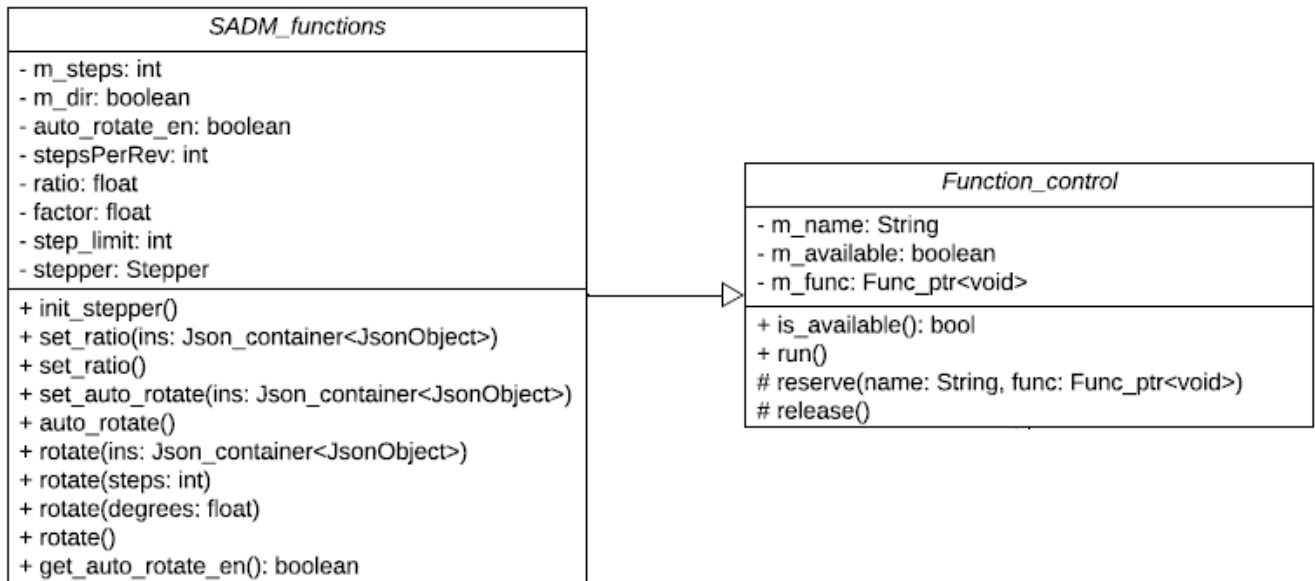 SADM_functions
- m_steps: int
- m_dir: boolean
- auto_rotate_en: boolean
- stepsPerRev: int
- ratio: float
- factor: float
- step_limit: int
- stepper: Stepper
+ init_stepper()
+ set_ratio(ins: Json_container<JsonObject>)
+ set_ratio()
+ set_auto_rotate(ins: Json_container<JsonObject>)
+ auto_rotate()
+ rotate(ins: Json_container<JsonObject>)
+ rotate(steps: int)
+ rotate(degrees: float)
+ rotate()
+ get_auto_rotate_en(): boolean
Function_control
- m_name: String
- m_available: boolean
- m_func: Func_ptr<void>
+ is_available(): bool
+ run()
# reserve(name: String, func: Func_ptr<void>)
# release()